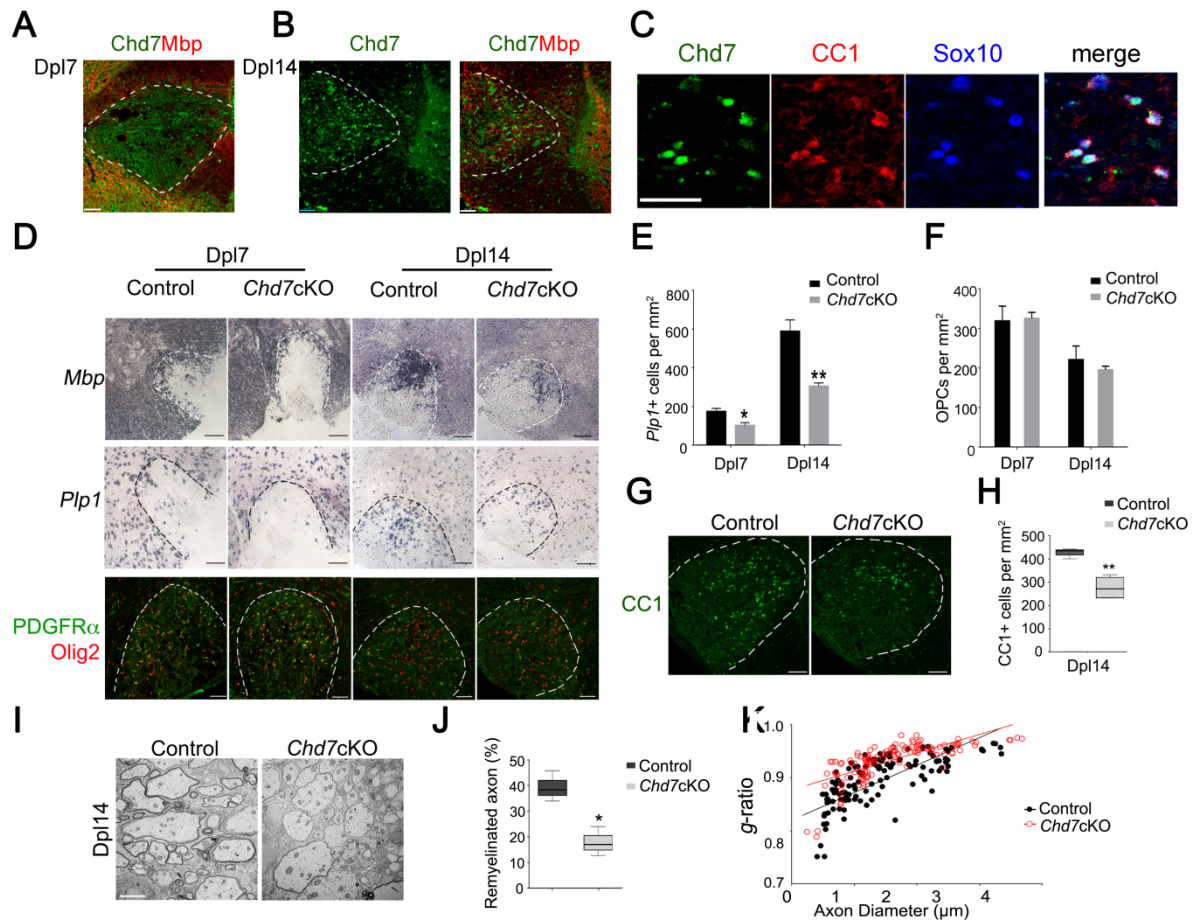 A
Chd7Mbp
Dpl7
B
Chd7
Chd7Mbp
Dpl14
C
Chd7
CC1
Sox10
merge
D
Dpl7
Dpl14
Control
Chd7cKO
Control
Chd7cKO
Mbp
Plp1
PDGFRα
Olig2
E
Control
Chd7cKO
Plp1+ cells per mm²
800
600
400
200
0
*
**
Dpl7
Dpl14
F
Control
Chd7cKO
OPCs per mm²
400
300
200
0
Dpl7
Dpl14
G
Control
Chd7cKO
CC1
H
Control
Chd7cKO
CC1+ cells per mm²
500
400
300
200
100
0
**
Dpl14
I
Control
Chd7cKO
Dpl14
J
Control
Chd7cKO
Remyelinated axon (%)
50
40
30
20
10
0
*
K
g-ratio
1.0
0.9
0.8
0.7
0
1
2
3
4
Axon Diameter (µm)
Control
Chd7cKO